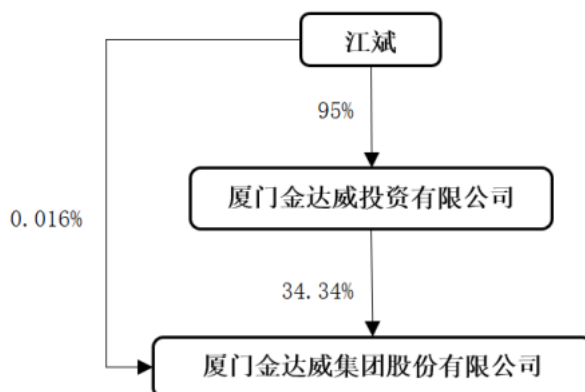 江斌
95%
厦门金达威投资有限公司
0.016%
34.34%
厦门金达威集团股份有限公司